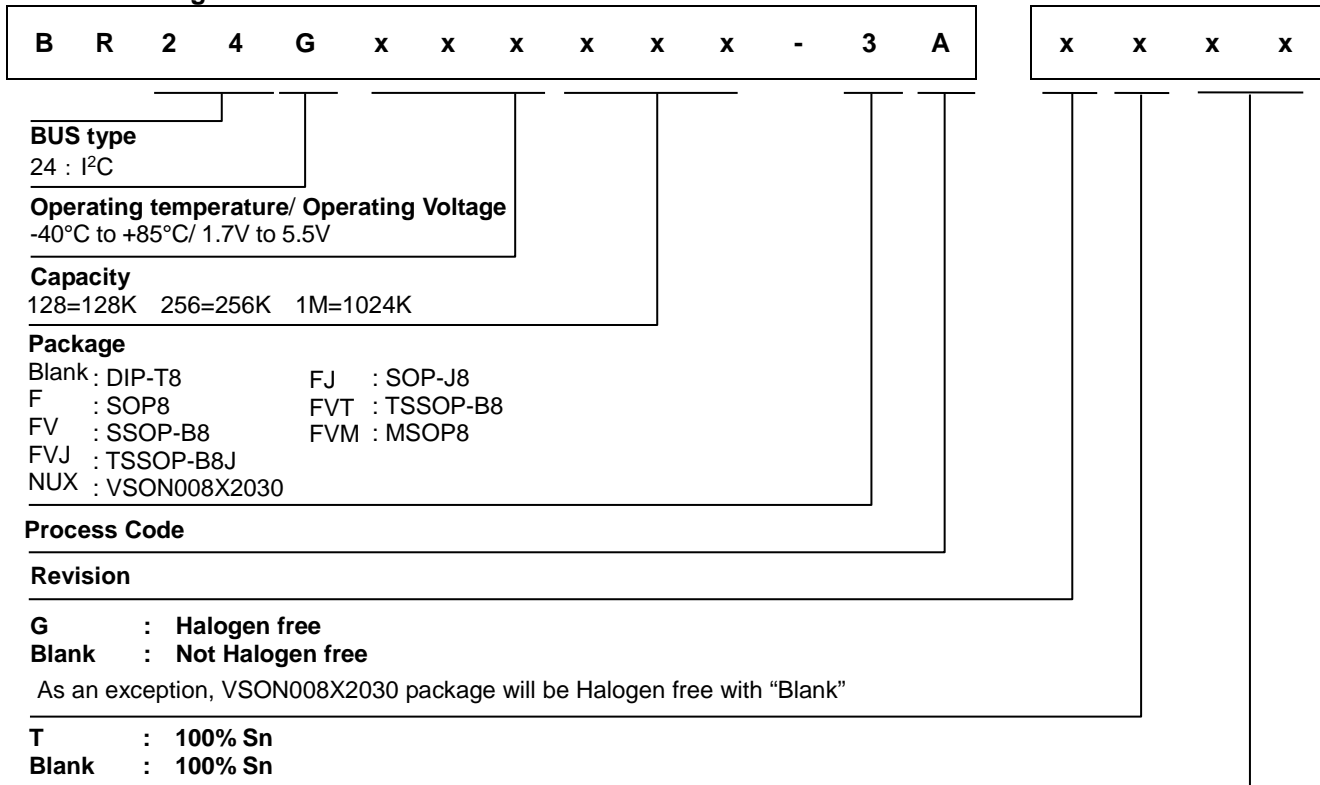 B R 2 4 G x x x x x x - 3 A x x x x
BUS type
24 : I²C
Operating temperature/ Operating Voltage
-40°C to +85°C/ 1.7V to 5.5V
Capacity
128=128K 256=256K 1M=1024K
Package
Blank : DIP-T8 FJ : SOP-J8
F : SOP8 FVT : TSSOP-B8
FV : SSOP-B8 FVM : MSOP8
FVJ : TSSOP-B8J
NUX : VSON008X2030
Process Code
Revision
G : Halogen free
Blank : Not Halogen free
As an exception, VSON008X2030 package will be Halogen free with “Blank”
T : 100% Sn
Blank : 100% Sn